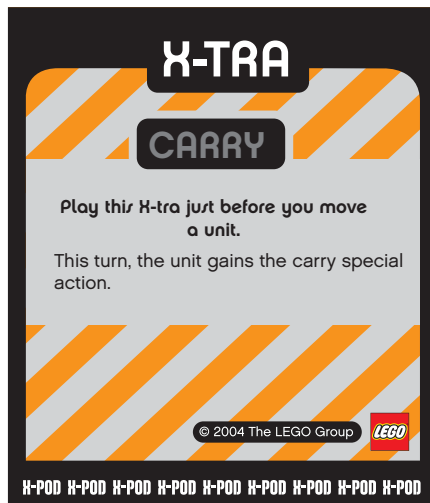 X-TRA
CARRY
Play this X-tra just before you move
a unit.
This turn, the unit gains the carry special
action.
© 2004 The LEGO Group LEGO
X-POD X-POD X-POD X-POD X-POD X-POD X-POD X-POD X-POD